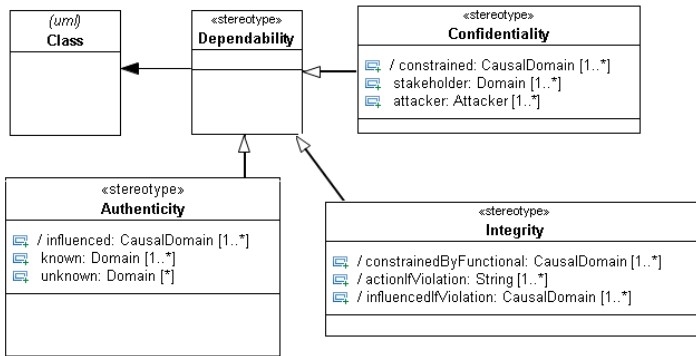 (uml)
Class
«stereotype»
Dependability
«stereotype»
Confidentiality
/ constrained: CausalDomain [1..*]
stakeholder: Domain [1..*]
attacker: Attacker [1..*]
«stereotype»
Authenticity
/ influenced: CausalDomain [1..*]
known: Domain [1..*]
unknown: Domain [*]
«stereotype»
Integrity
/ constrainedByFunctional: CausalDomain [1..*]
/ actionIfViolation: String [1..*]
/ influencedIfViolation: CausalDomain [1..*]